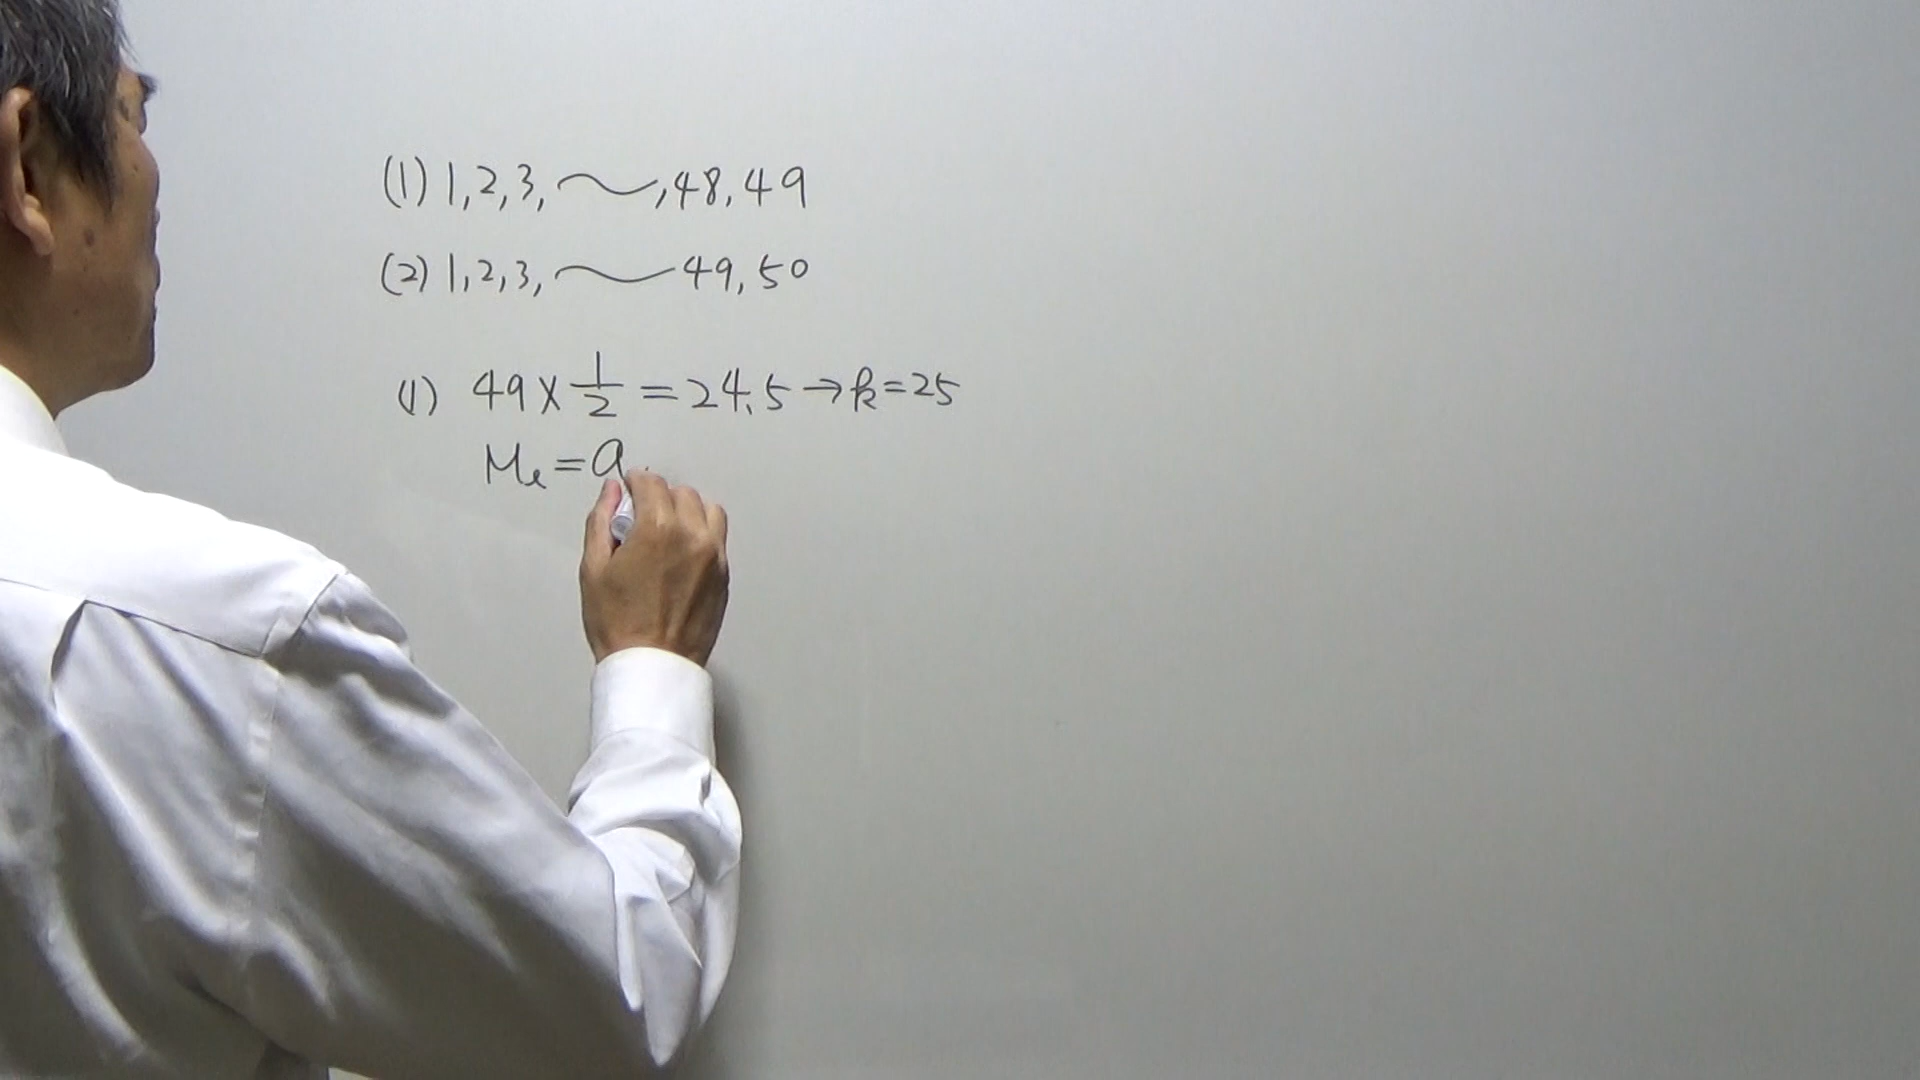 (1) 1, 2, 3, 〜, 48, 49
(2) 1, 2, 3, 〜 49, 50
(1) 49 × 1/2 = 24.5 → k = 25
Me = a